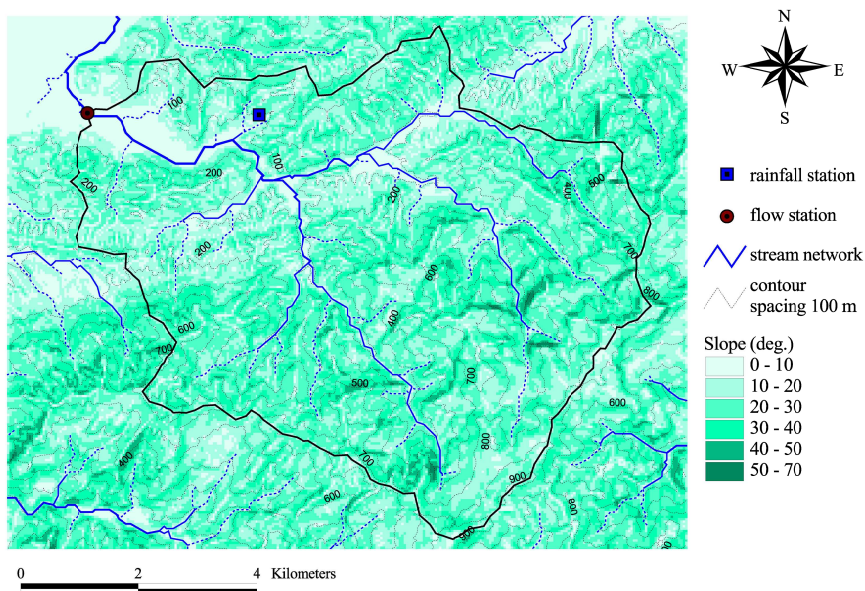 N
W
E
S
100
200
200
100
200
200
400
500
700
800
600
600
700
400
500
700
600
800
900
700
400
600
900
800
rainfall station
flow station
stream network
contour
spacing 100 m
Slope (deg.)
0 - 10
10 - 20
20 - 30
30 - 40
40 - 50
50 - 70
0
2
4
Kilometers